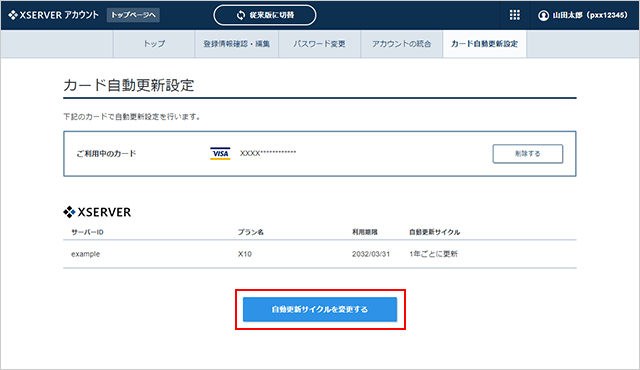 XSERVER アカウント トップページへ 従来版に切替 山田太郎（pxx12345）
トップ 登録情報確認・編集 パスワード変更 アカウントの統合 カード自動更新設定
カード自動更新設定
下記のカードで自動更新設定を行います。
ご利用中のカード VISA XXXX************ 削除する
XSERVER
サーバーID プラン名 利用期限 自動更新サイクル
example X10 2032/03/31 1年ごとに更新
自動更新サイクルを変更する